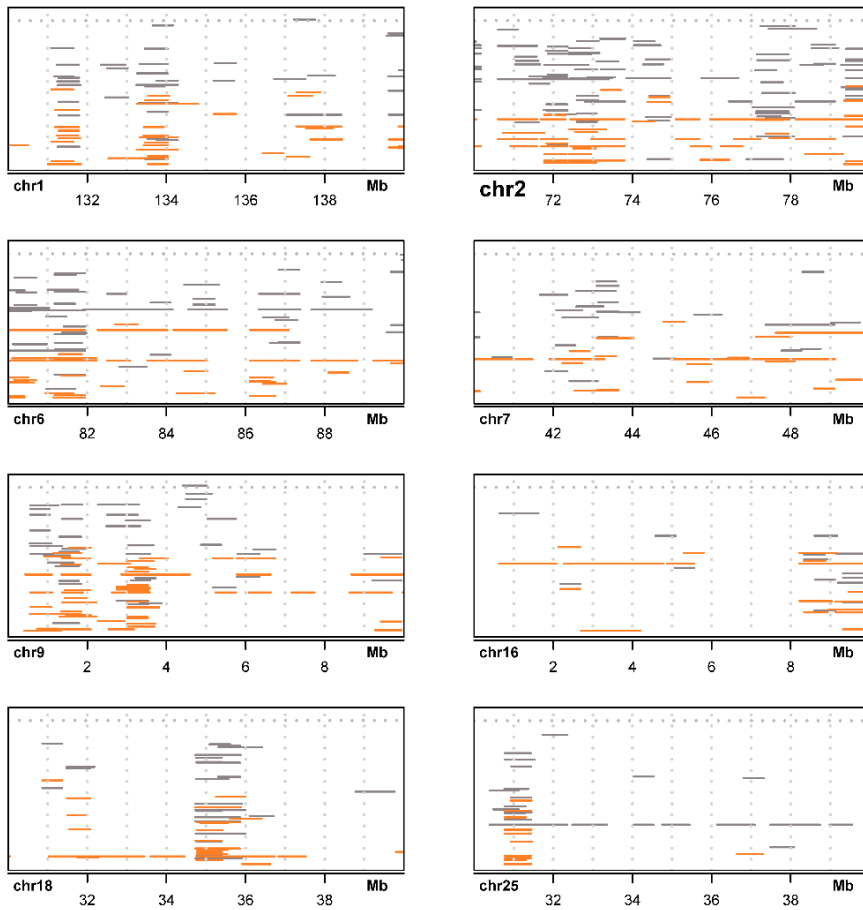 chr1 Mb
132 134 136 138
chr2 Mb
72 74 76 78
chr6 Mb
82 84 86 88
chr7 Mb
42 44 46 48
chr9 Mb
2 4 6 8
chr16 Mb
2 4 6 8
chr18 Mb
32 34 36 38
chr25 Mb
32 34 36 38